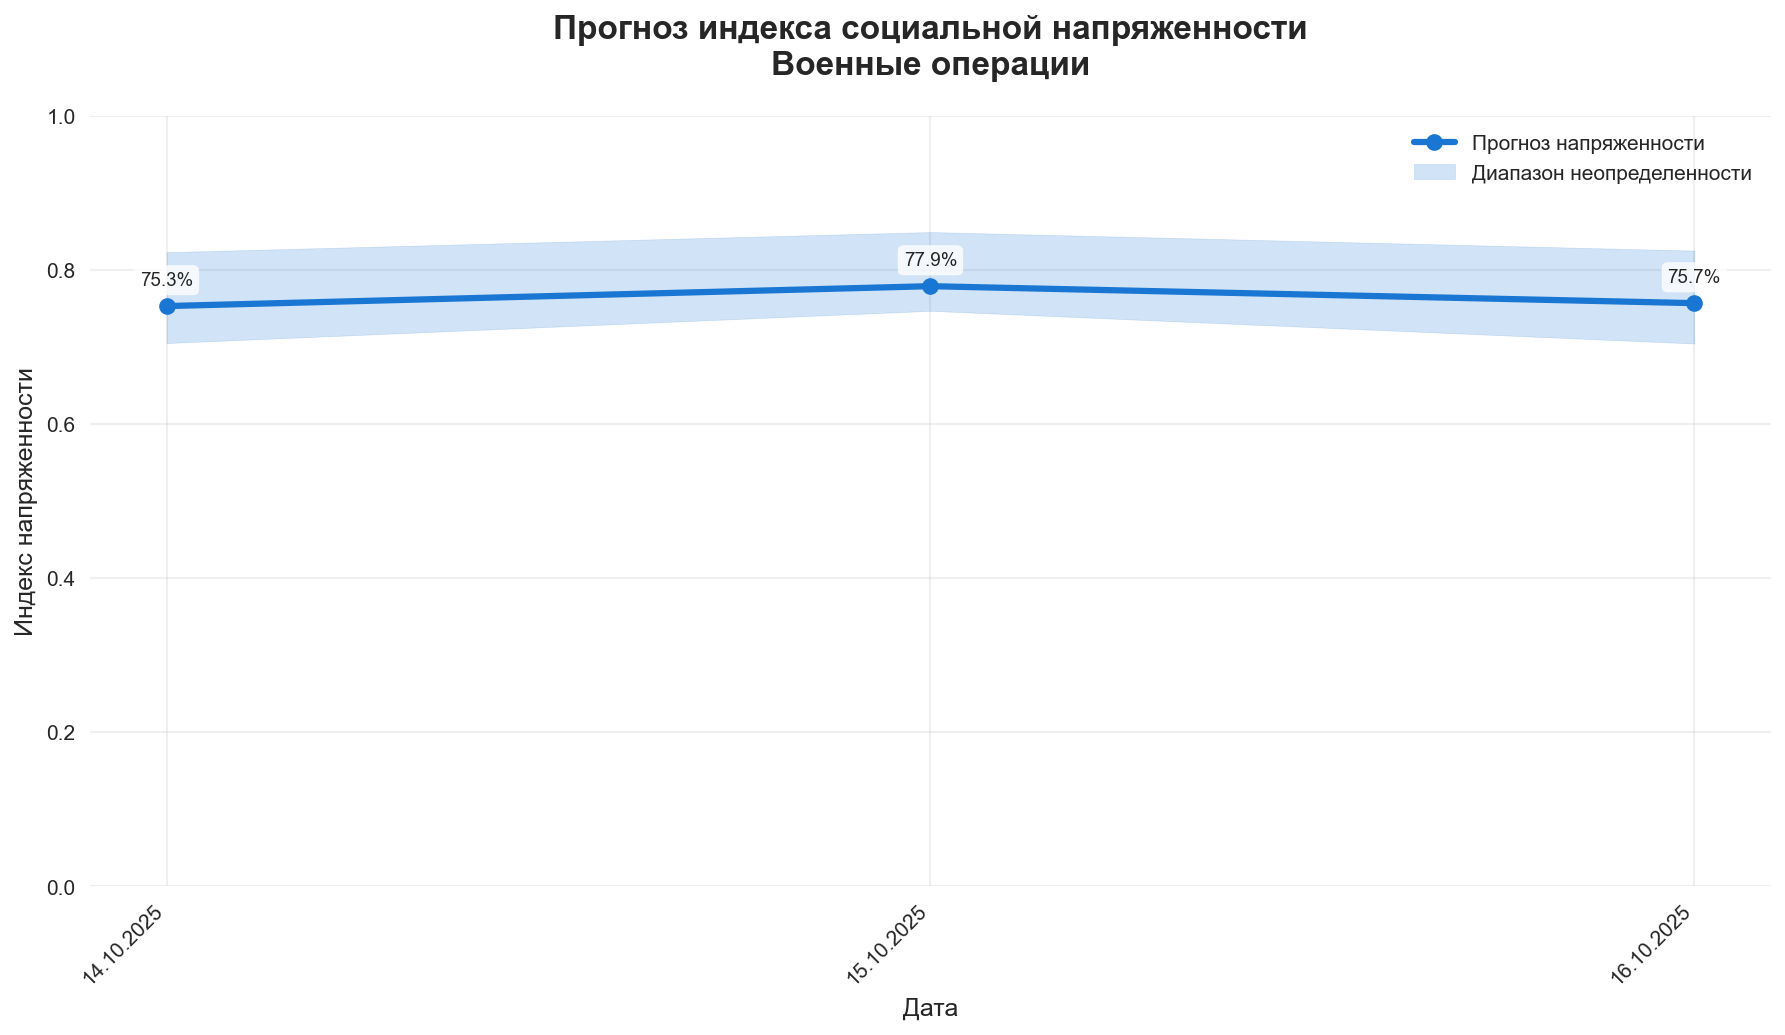 Прогноз индекса социальной напряженности
Военные операции
1.0
Прогноз напряженности
Диапазон неопределенности
0.8
75.3%
77.9%
75.7%
0.6
Индекс напряженности
0.4
0.2
0.0
14.10.2025
15.10.2025
16.10.2025
Дата